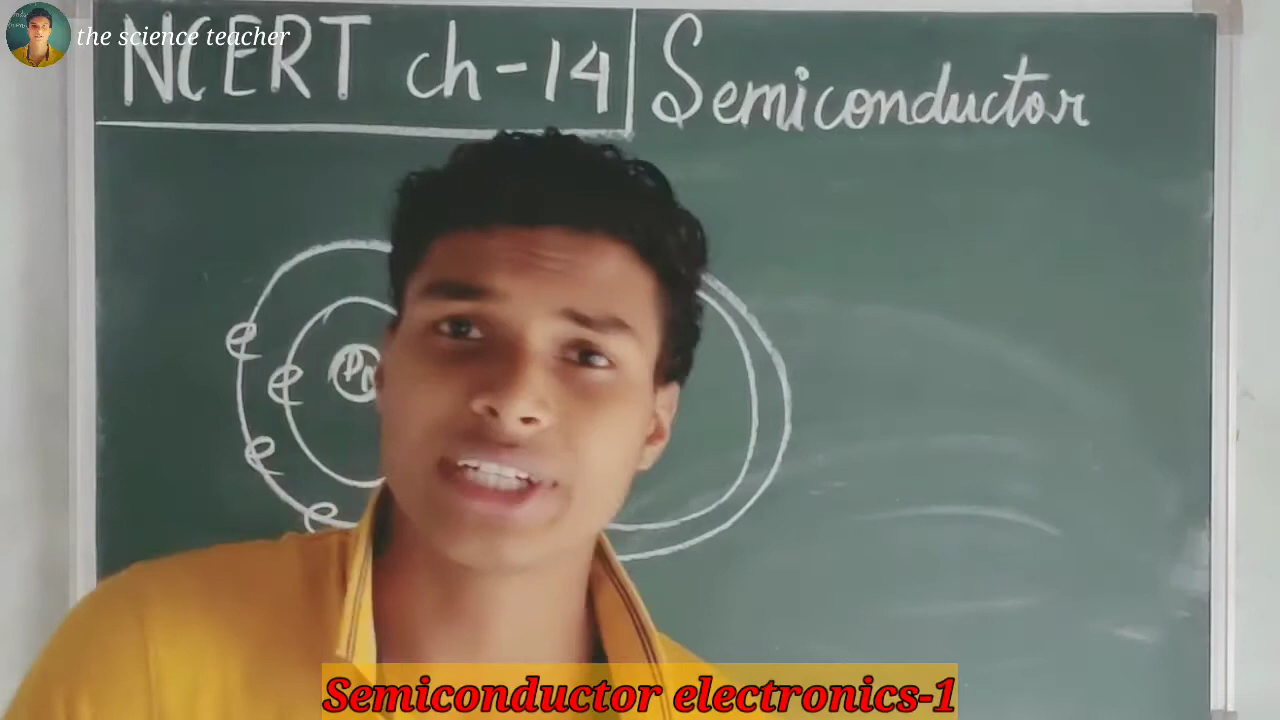 the science teacher
NCERT ch-14
Semiconductor
e
e
e
e
Semiconductor electronics-1